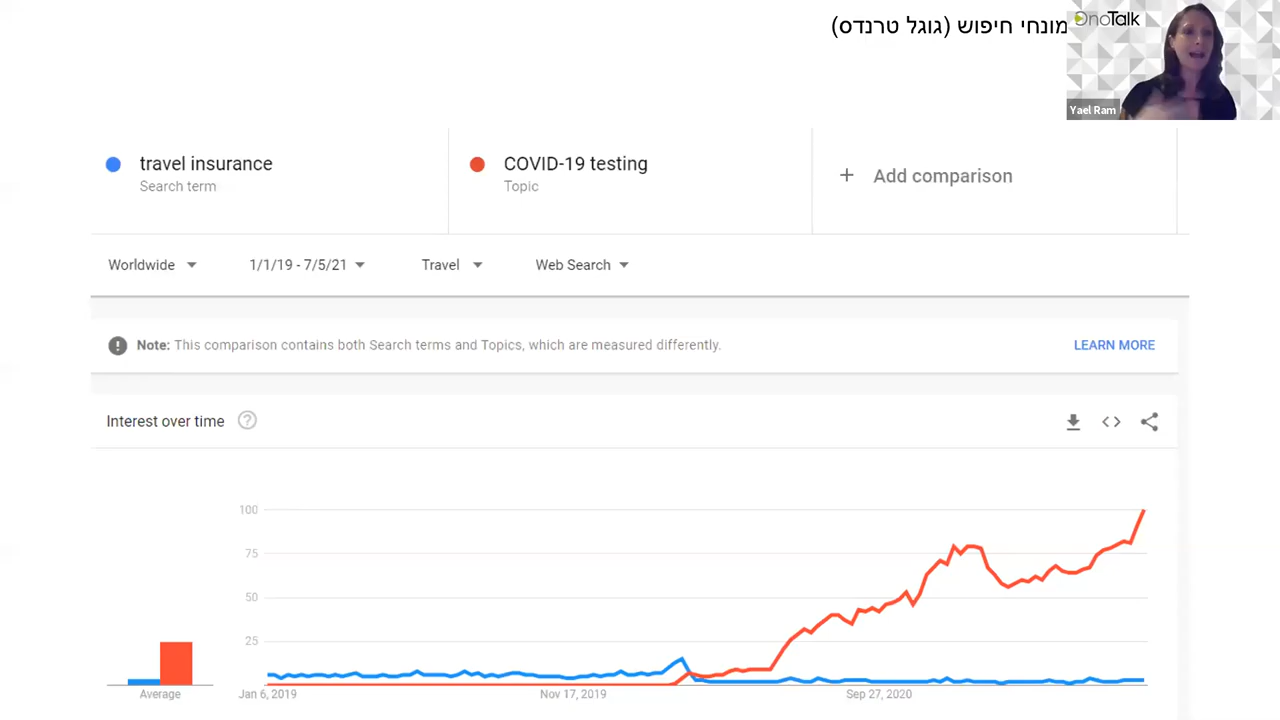 מונחי חיפוש (גוגל טרנדס)
OnoTalk
Yael Ram
travel insurance
Search term
COVID-19 testing
Topic
+ Add comparison
Worldwide
1/1/19 - 7/5/21
Travel
Web Search
Note: This comparison contains both Search terms and Topics, which are measured differently.
LEARN MORE
Interest over time
100
75
50
25
Average
Jan 6, 2019
Nov 17, 2019
Sep 27, 2020